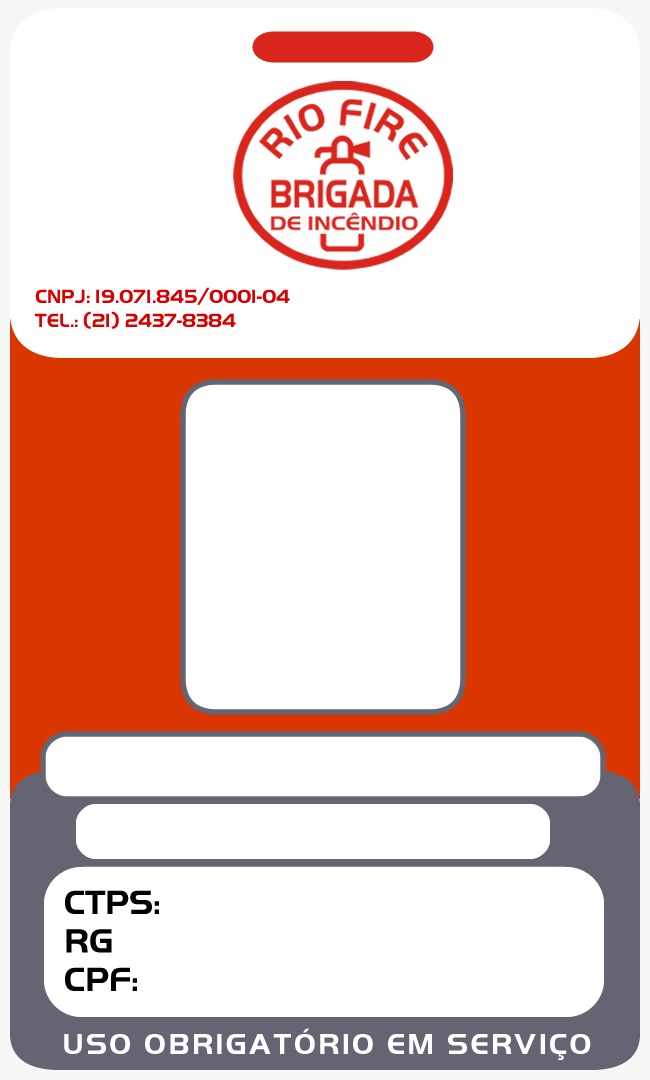 RIO FIRE
BRIGADA
DE INCÊNDIO
CNPJ: 19.071.845/0001-04
TEL.: (21) 2437-8384
CTPS:
RG
CPF:
USO OBRIGATÓRIO EM SERVIÇO